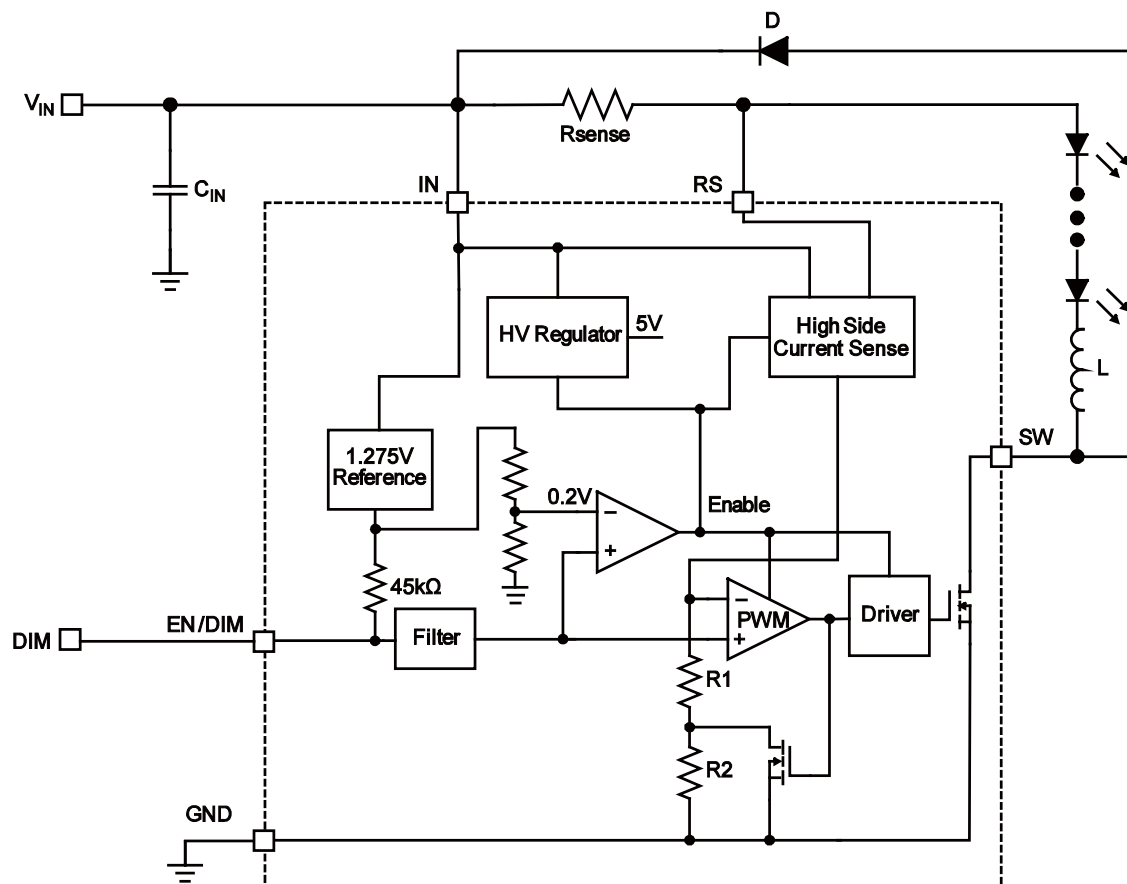 D
VIN
Rsense
CIN
IN
RS
HV Regulator
5V
High Side
Current Sense
L
1.275V
Reference
SW
0.2V
−
+
Enable
45kΩ
−
PWM
+
Driver
DIM
EN/DIM
Filter
R1
R2
GND